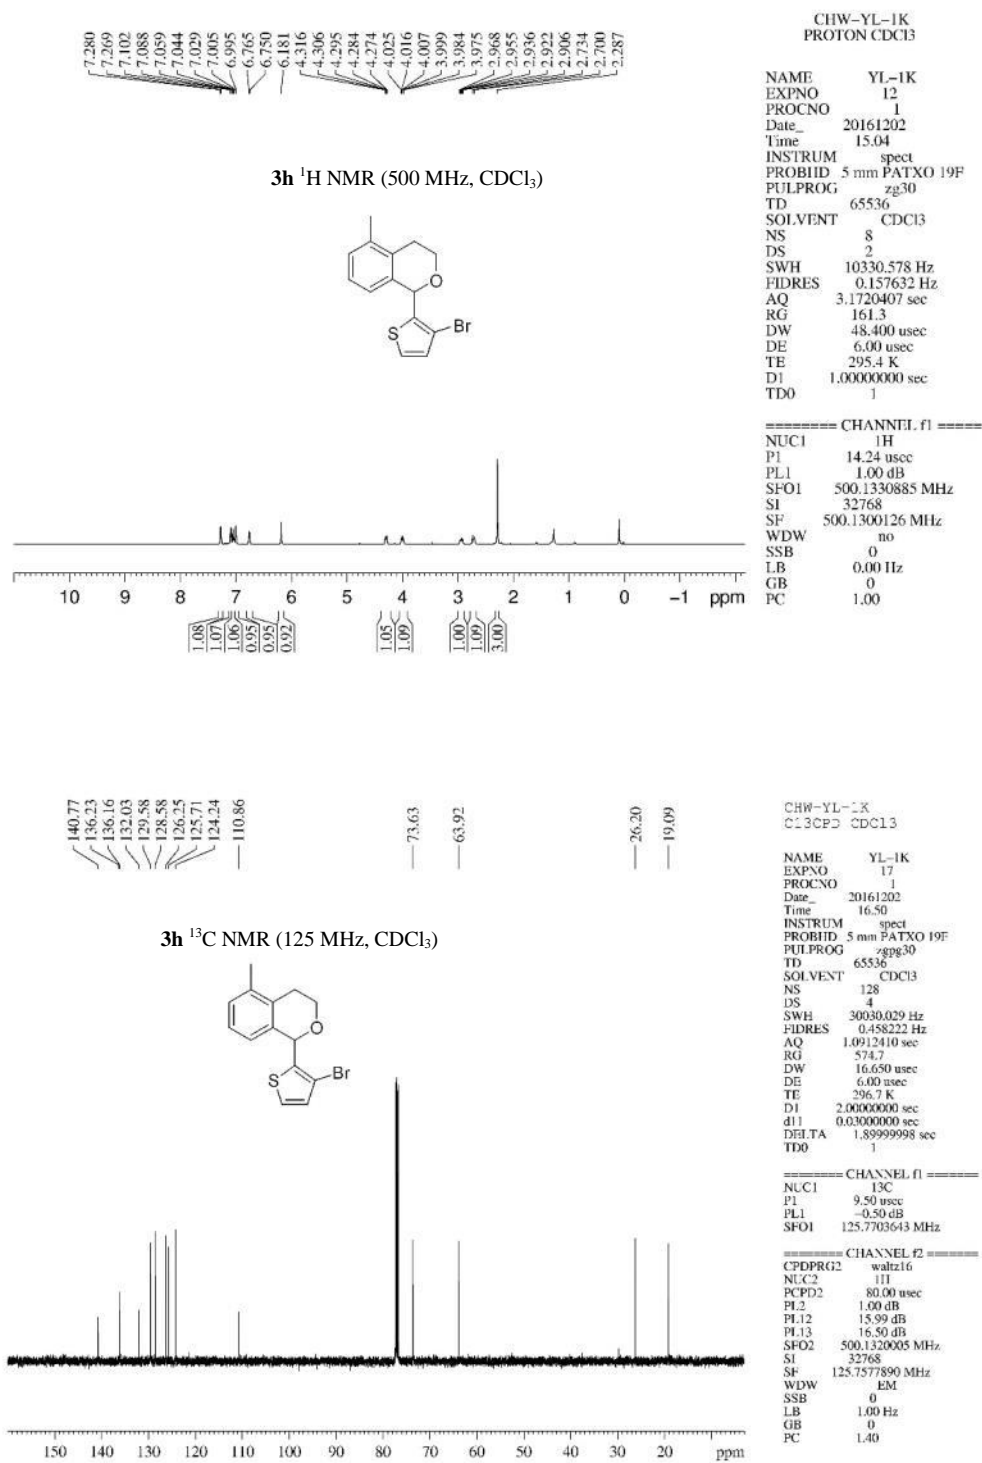 7.280
7.269
7.102
7.088
7.059
7.044
7.029
7.005
6.995
6.765
6.750
6.181
4.316
4.306
4.295
4.284
4.274
4.025
4.016
4.007
3.999
3.984
3.975
2.968
2.955
2.936
2.922
2.906
2.734
2.700
2.287
3h ¹H NMR (500 MHz, CDCl₃)
O
S
Br
10 9 8 7 6 5 4 3 2 1 0 −1 ppm
1.08
1.07
1.06
0.95
0.95
0.92
1.05
1.09
1.00
1.09
3.00
CHW−YL−1K
PROTON CDCl3
NAME YL−1K
EXPNO 12
PROCNO 1
Date_ 20161202
Time 15.04
INSTRUM spect
PROBHD 5 mm PATXO 19F
PULPROG zg30
TD 65536
SOLVENT CDCl3
NS 8
DS 2
SWH 10330.578 Hz
FIDRES 0.157632 Hz
AQ 3.1720407 sec
RG 161.3
DW 48.400 usec
DE 6.00 usec
TE 295.4 K
D1 1.00000000 sec
TD0 1
======== CHANNEL f1 =====
NUC1 1H
P1 14.24 usec
PL1 1.00 dB
SFO1 500.1330885 MHz
SI 32768
SF 500.1300126 MHz
WDW no
SSB 0
LB 0.00 Hz
GB 0
PC 1.00
140.77
136.23
136.16
132.03
129.58
128.58
126.25
125.71
124.24
110.86
73.63
63.92
26.20
19.09
3h ¹³C NMR (125 MHz, CDCl₃)
O
S
Br
150 140 130 120 110 100 90 80 70 60 50 40 30 20 ppm
CHW-YL-1K
C13CPD CDCl3
NAME YL−1K
EXPNO 17
PROCNO 1
Date_ 20161202
Time 16.50
INSTRUM spect
PROBHD 5 mm PATXO 19F
PULPROG zgpg30
TD 65536
SOLVENT CDCl3
NS 128
DS 4
SWH 30030.029 Hz
FIDRES 0.458222 Hz
AQ 1.0912410 sec
RG 574.7
DW 16.650 usec
DE 6.00 usec
TE 296.7 K
D1 2.00000000 sec
d11 0.03000000 sec
DELTA 1.89999998 sec
TD0 1
======== CHANNEL f1 =======
NUC1 13C
P1 9.50 usec
PL1 −0.50 dB
SFO1 125.7703643 MHz
======== CHANNEL f2 =======
CPDPRG2 waltz16
NUC2 1H
PCPD2 80.00 usec
PL2 1.00 dB
PL12 15.99 dB
PL13 16.50 dB
SFO2 500.1320005 MHz
SI 32768
SF 125.7577890 MHz
WDW EM
SSB 0
LB 1.00 Hz
GB 0
PC 1.40